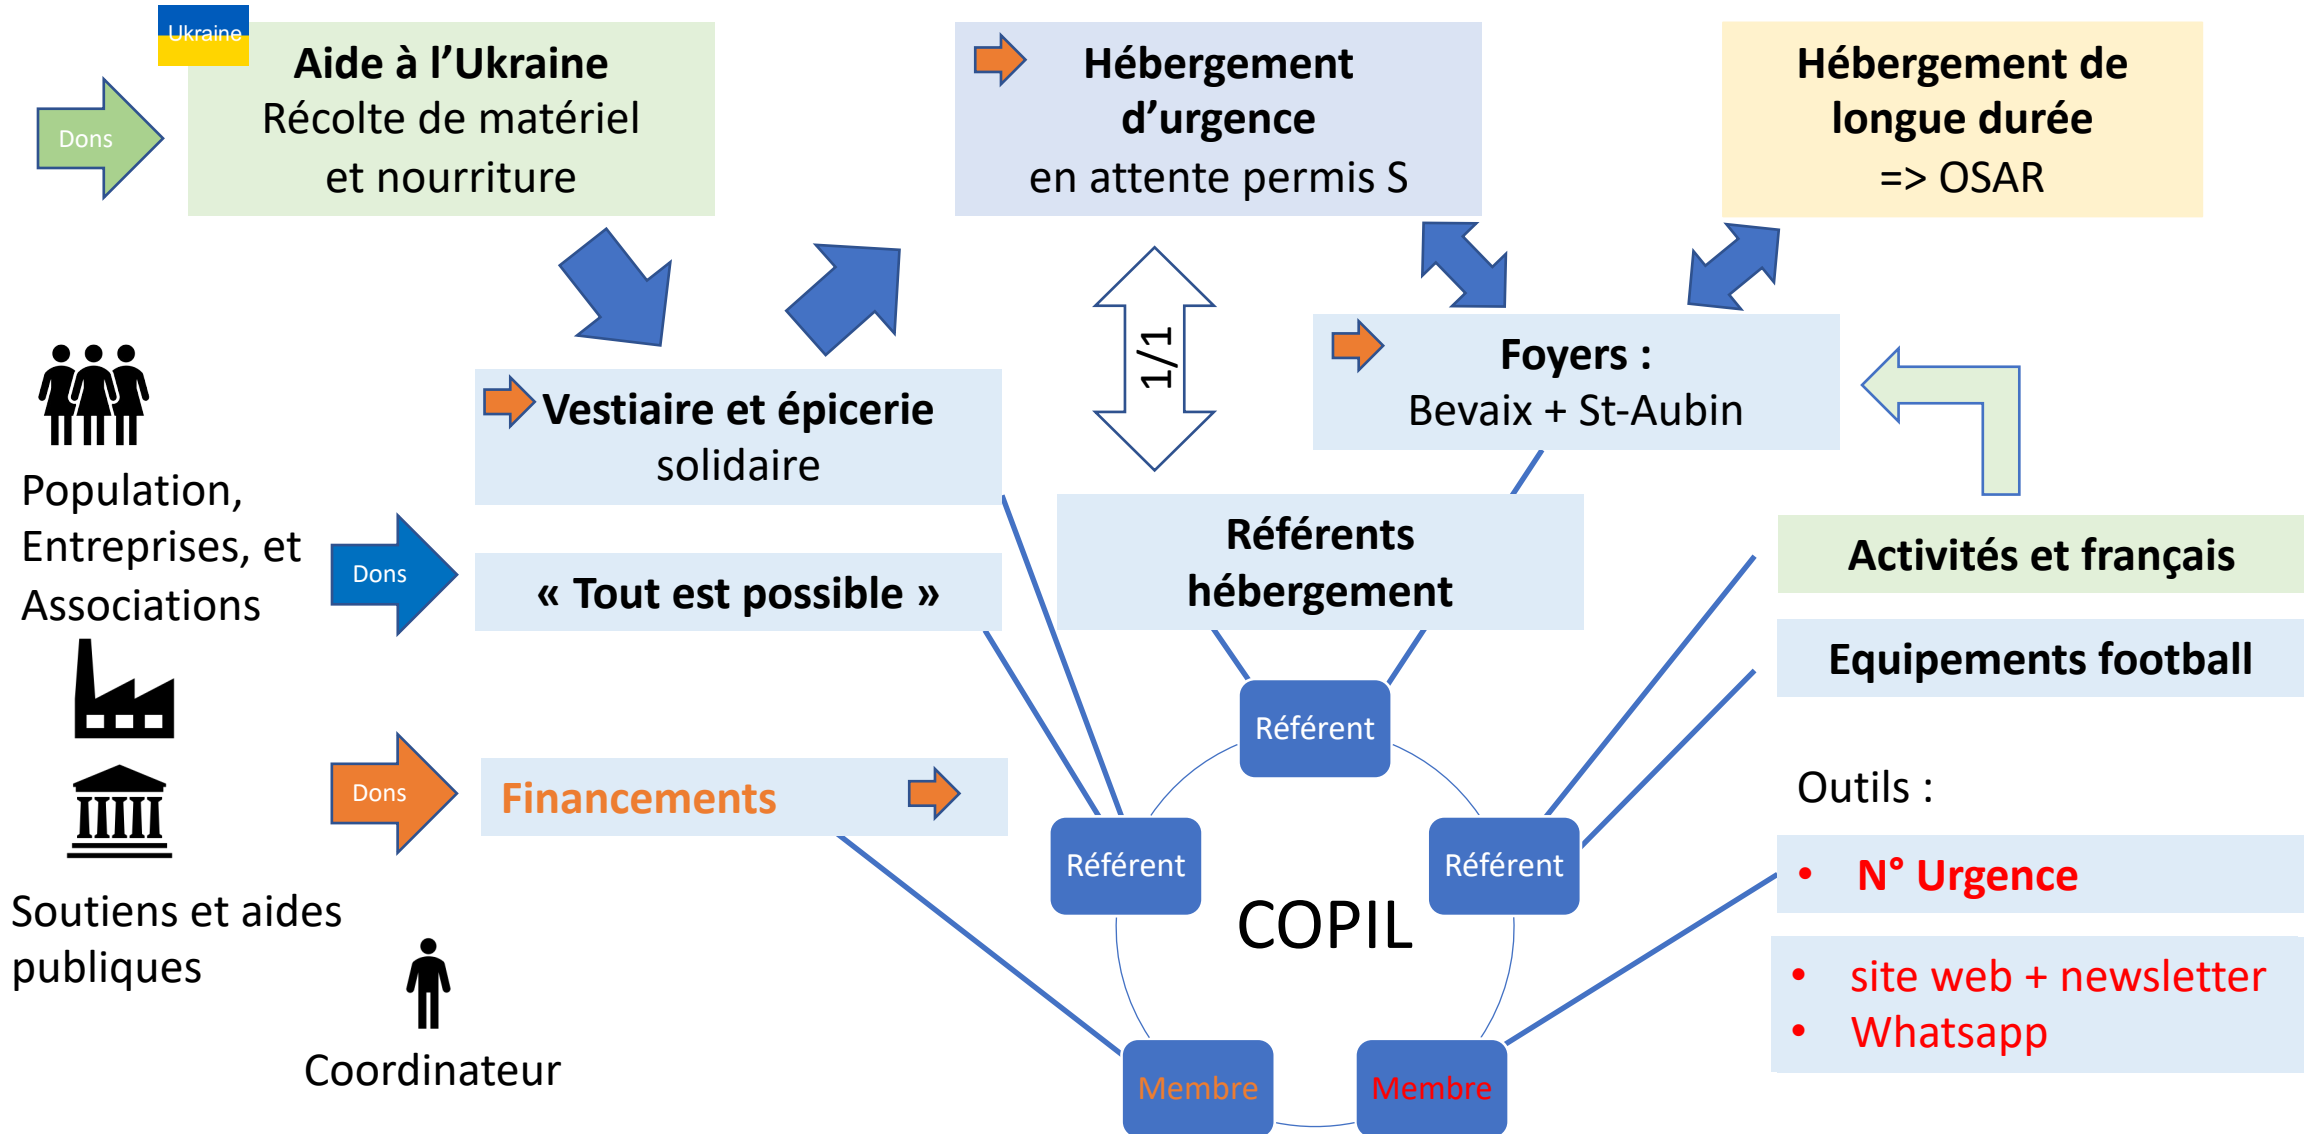 Ukraine
Aide à l’Ukraine
Récolte de matériel
et nourriture
Dons
Hébergement
d’urgence
en attente permis S
Hébergement de
longue durée
=> OSAR
1/1
Foyers :
Bevaix + St-Aubin
Vestiaire et épicerie
solidaire
Population,
Entreprises, et
Associations
Dons
« Tout est possible »
Référents
hébergement
Activités et français
Equipements football
Dons
Financements
Soutiens et aides
publiques
Coordinateur
Référent
Référent
Référent
COPIL
Membre
Membre
Outils :
• N° Urgence
• site web + newsletter
• Whatsapp